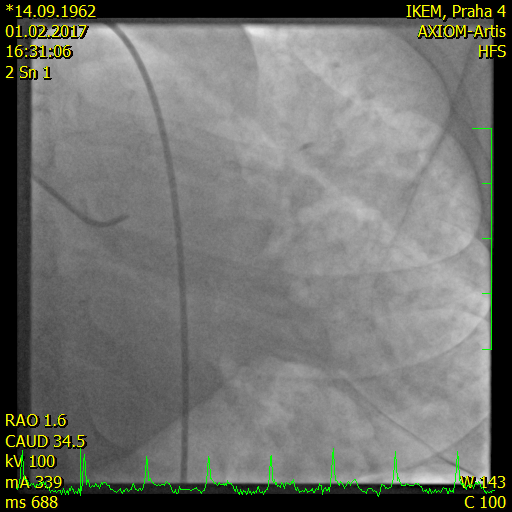 *14.09.1962
01.02.2017
16:31:06
2 Sn 1
IKEM, Praha 4
AXIOM-Artis
HFS
RAO 1.6
CAUD 34.5
kV 100
mA 339
ms 688
W 143
C 100